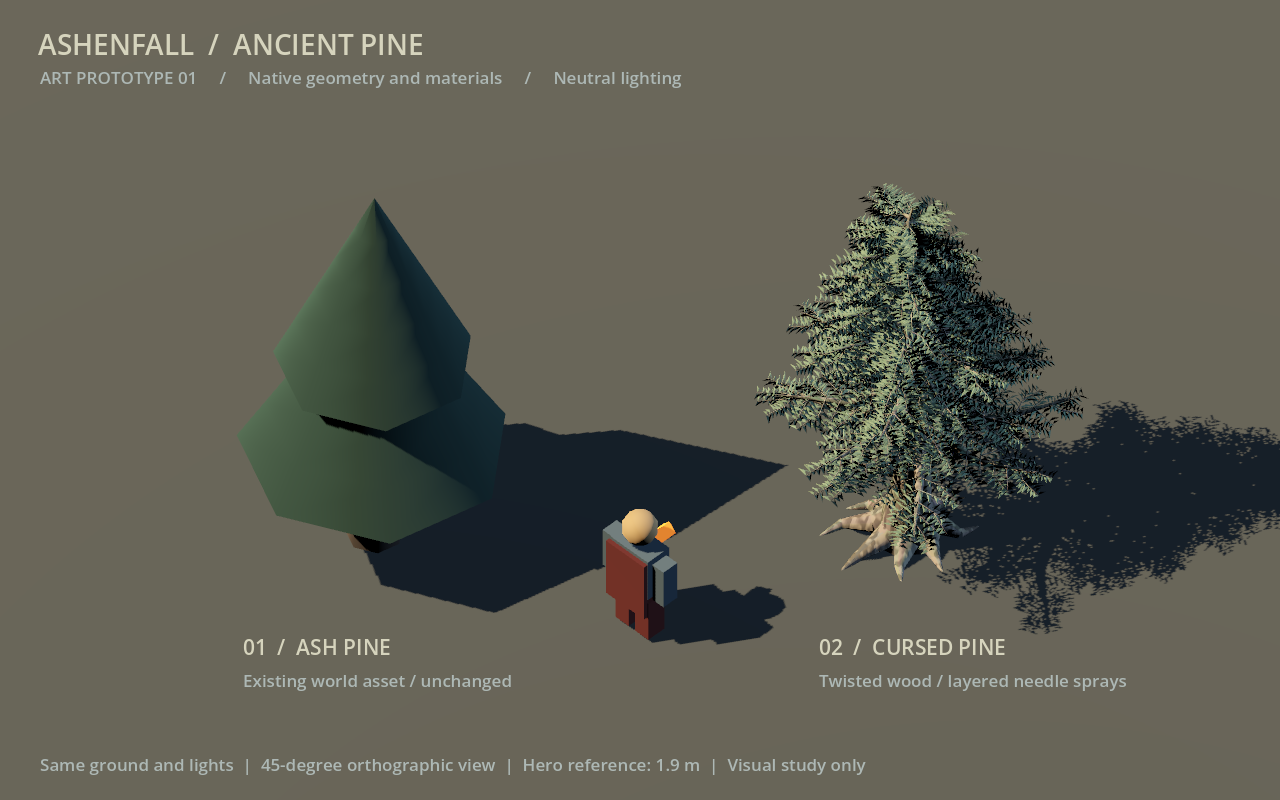 ASHENFALL / ANCIENT PINE
ART PROTOTYPE 01 / Native geometry and materials / Neutral lighting
01 / ASH PINE
Existing world asset / unchanged
02 / CURSED PINE
Twisted wood / layered needle sprays
Same ground and lights | 45-degree orthographic view | Hero reference: 1.9 m | Visual study only